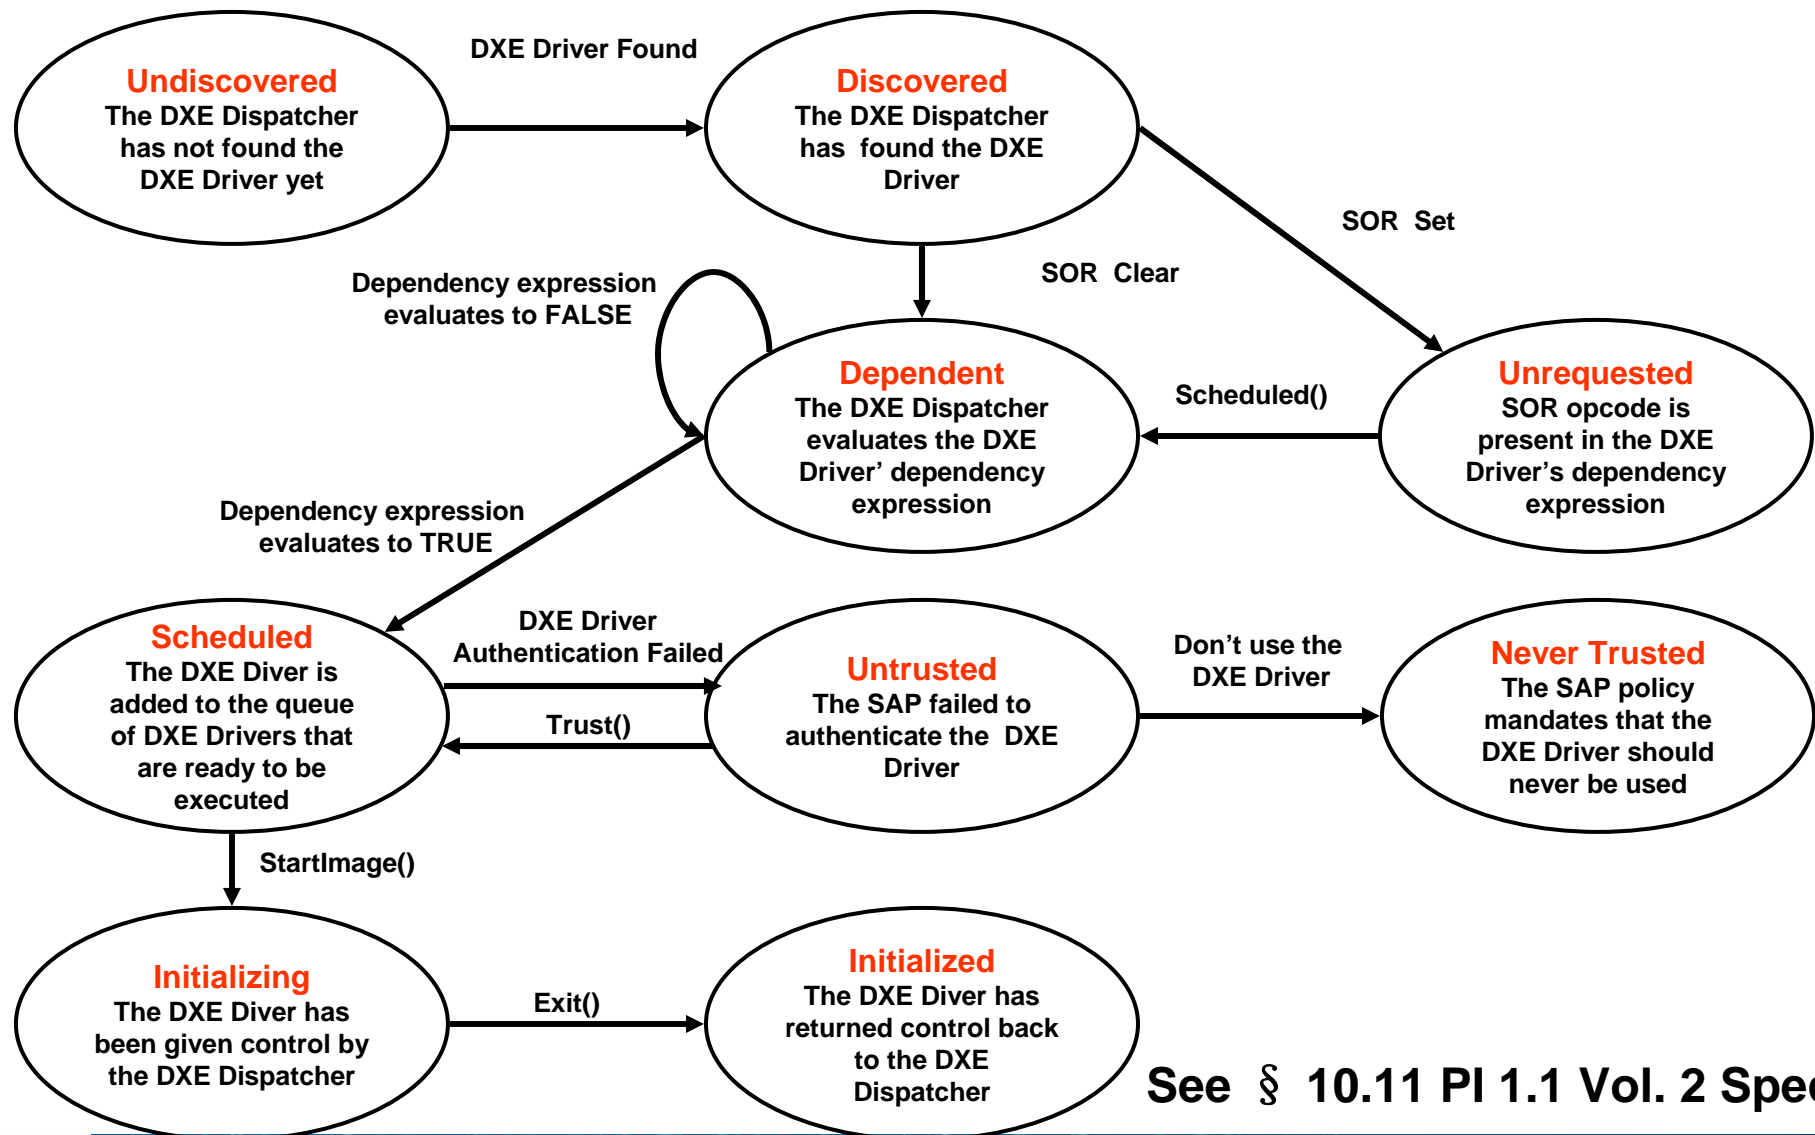 DXE Driver Found
Undiscovered
The DXE Dispatcher
has not found the
DXE Driver yet
Discovered
The DXE Dispatcher
has found the DXE
Driver
SOR Set
SOR Clear
Dependency expression
evaluates to FALSE
Dependent
The DXE Dispatcher
evaluates the DXE
Driver’ dependency
expression
Scheduled()
Unrequested
SOR opcode is
present in the DXE
Driver’s dependency
expression
Dependency expression
evaluates to TRUE
Scheduled
The DXE Diver is
added to the queue
of DXE Drivers that
are ready to be
executed
DXE Driver
Authentication Failed
Trust()
Untrusted
The SAP failed to
authenticate the DXE
Driver
Don’t use the
DXE Driver
Never Trusted
The SAP policy
mandates that the
DXE Driver should
never be used
StartImage()
Initializing
The DXE Diver has
been given control by
the DXE Dispatcher
Exit()
Initialized
The DXE Diver has
returned control back
to the DXE
Dispatcher
See § 10.11 PI 1.1 Vol. 2 Spec